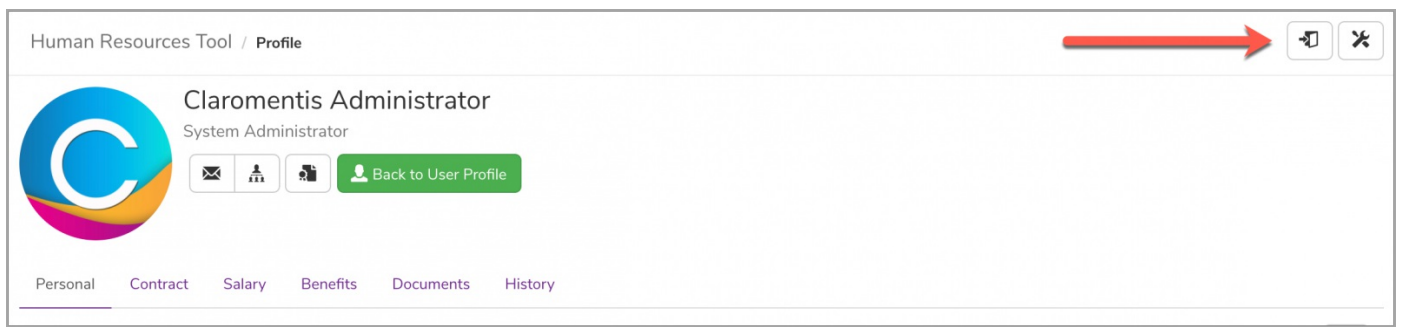 Human Resources Tool / Profile
Claromentis Administrator
System Administrator
Back to User Profile
Personal Contract Salary Benefits Documents History